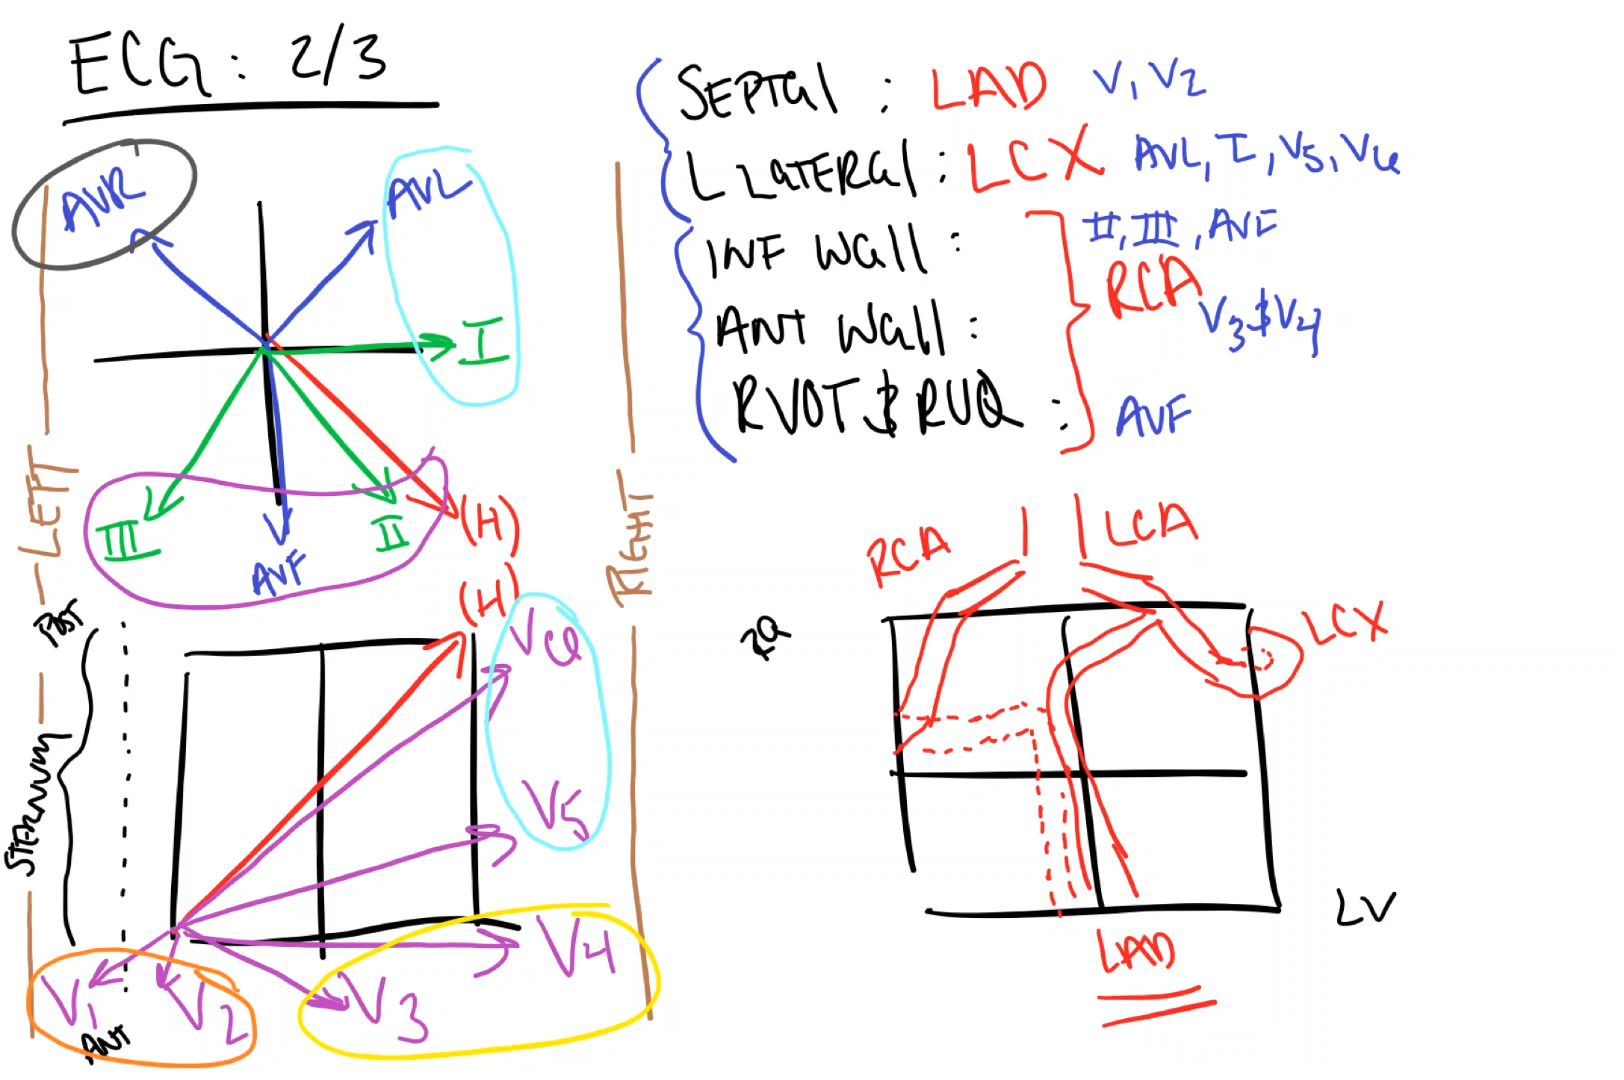 ECG: 2/3
AVR
AVL
I
III
AVF
II
(H)
LEFT
RIGHT
SEPTAL : LAD V1 V2
L LATERAL : LCX AVL, I, V5, V6
INF WALL : II, III, AVF
RCA
ANT WALL : V3 & V4
RVOT & RVQ : AVF
POST
STERNUM
ANT
(H)
V6
V5
V4
V3
V1 V2
RCA
LCA
LCX
LV
LAD